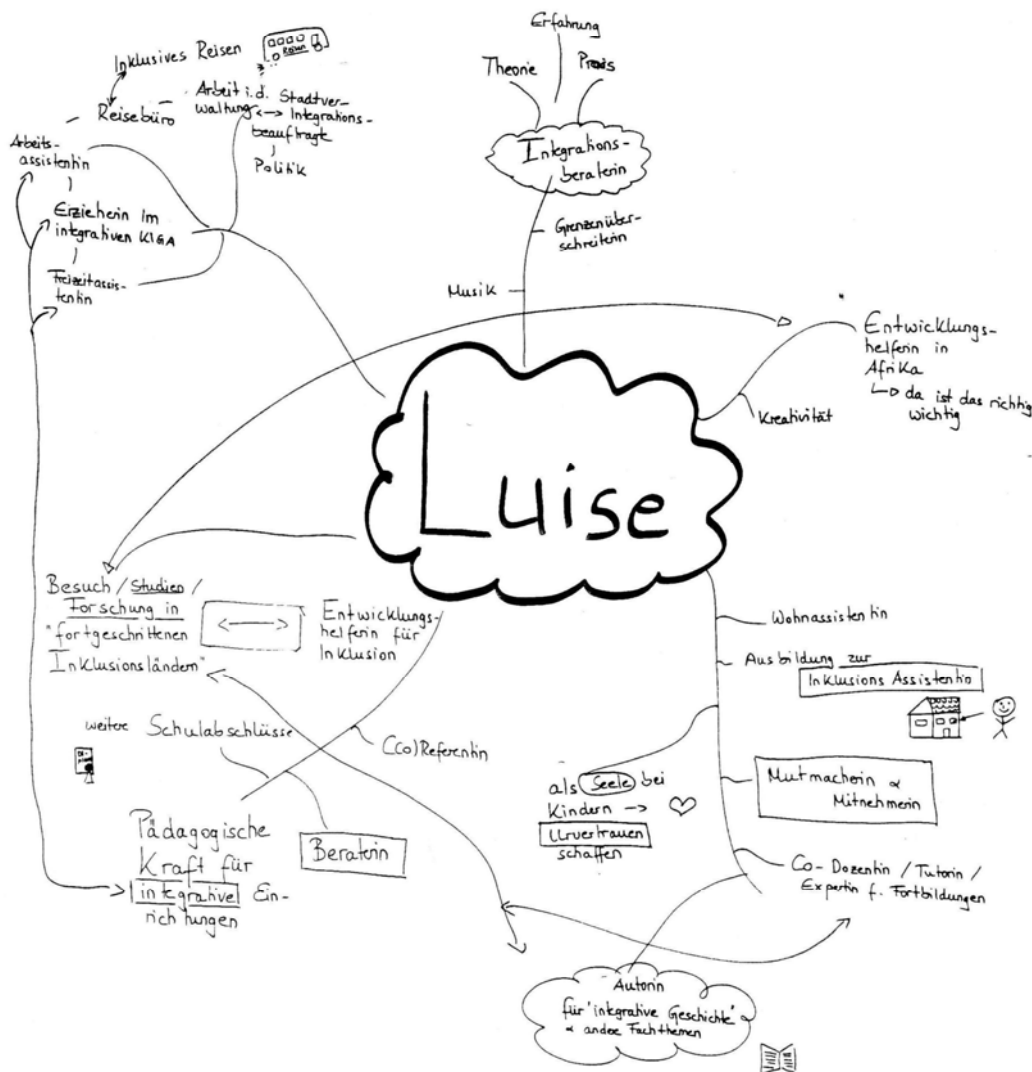 Inklusives Reisen
Reisen
Reisebüro
Arbeit i.d. Stadtver-
waltung ↔ Integrations-
beauftragte
Politik
Arbeits-
assistentin
Erzieherin im
integrativen KIGA
Freizeitassis-
tentin
Erfahrung
Theorie
Praxis
Integrations-
beraterin
Grenzenüber-
schreiterin
Musik
Entwicklungs-
helferin in
Afrika
↳ da ist das richtig
wichtig
Kreativität
Luise
Besuch / Studien /
Forschung in
"fortgeschrittenen
Inklusionsländern"
Entwicklungs-
helferin für
Inklusion
weitere Schulabschlüsse
(Co) Referentin
Pädagogische
Kraft für
integrative Ein-
richtungen
Beraterin
Wohnassistentin
Ausbildung zur
Inklusions Assistentin
als Seele bei
Kindern →
Urvertrauen
schaffen
Mutmacherin &
Mitnehmerin
Co-Dozentin / Tutorin /
Expertin f. Fortbildungen
Autorin
für "integrative Geschichte" &
& andere Fachthemen